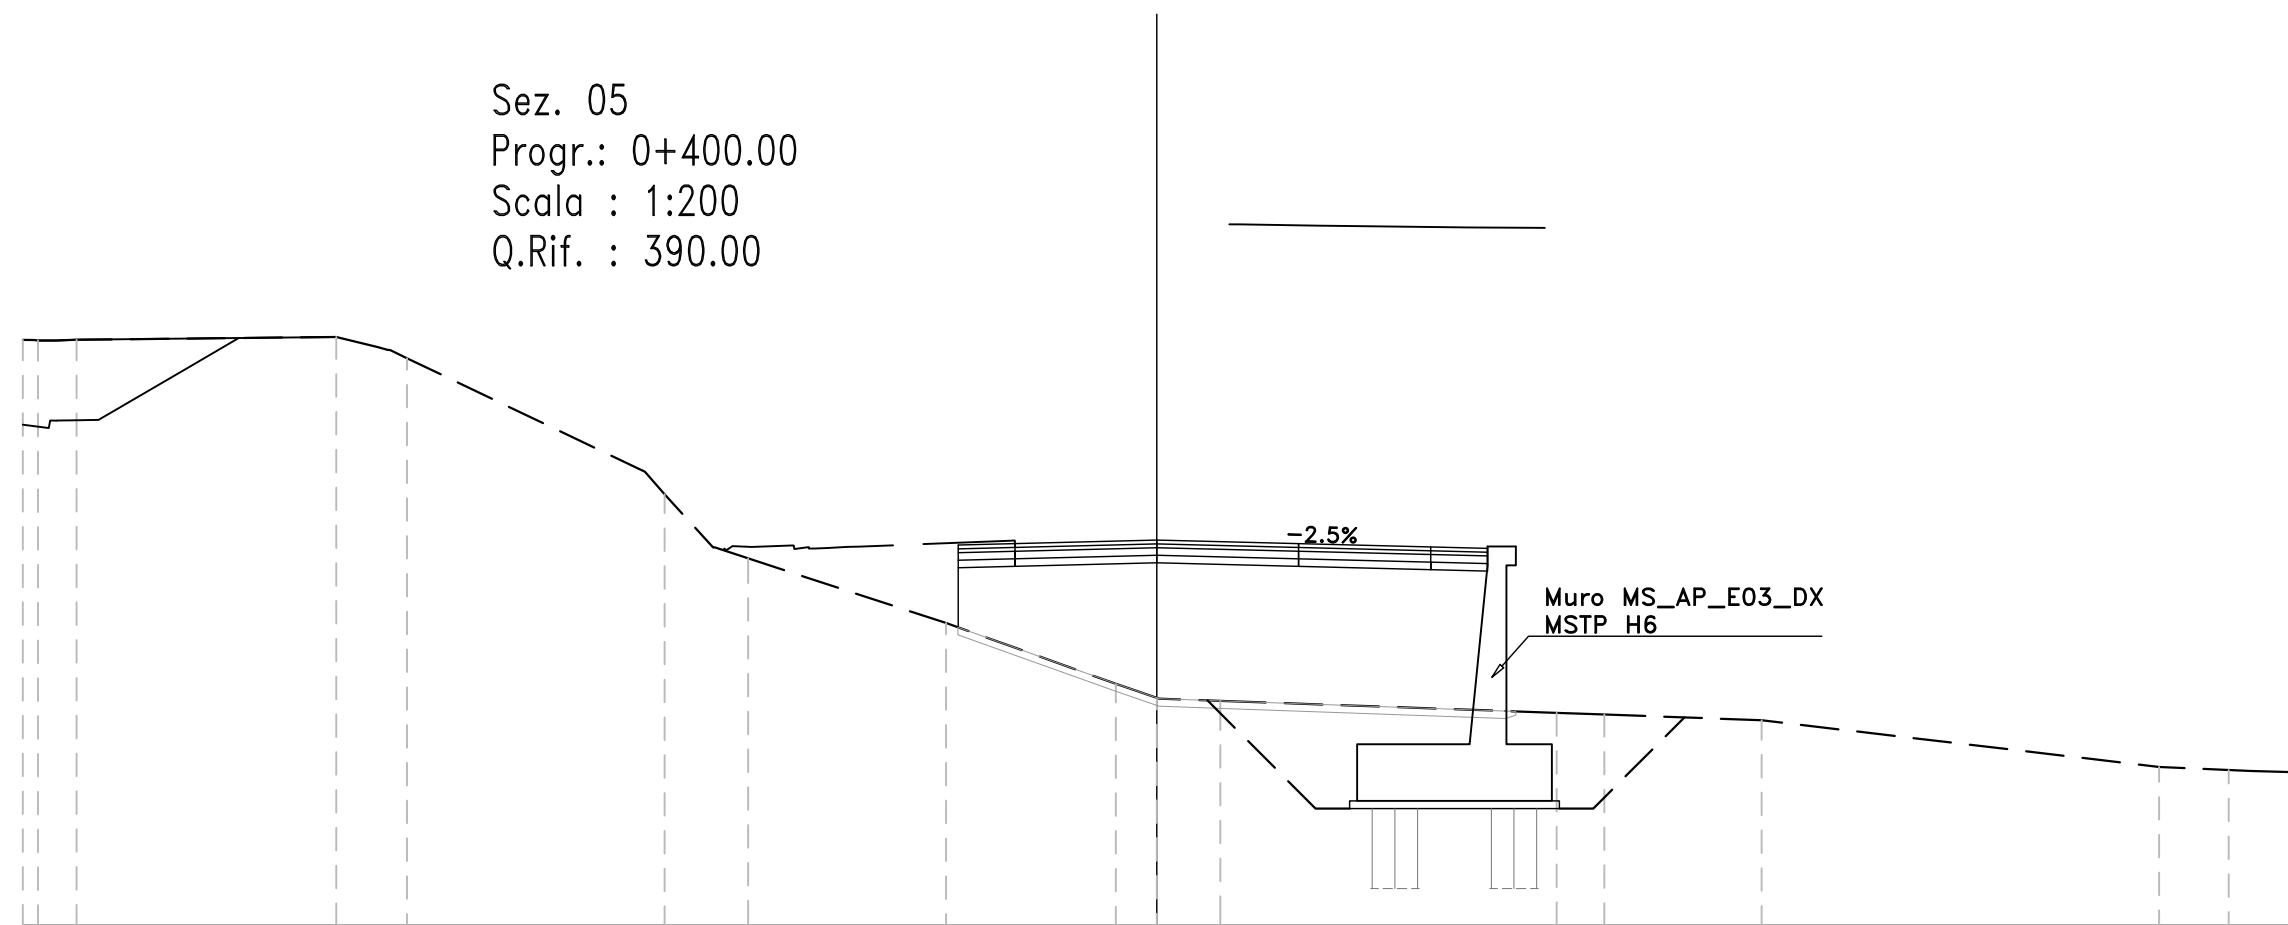 Sez. 05
Progr.: 0+400.00
Scala : 1:200
Q.Rif. : 390.00
-2.5%
Muro MS_AP_E03_DX
MSTP H6